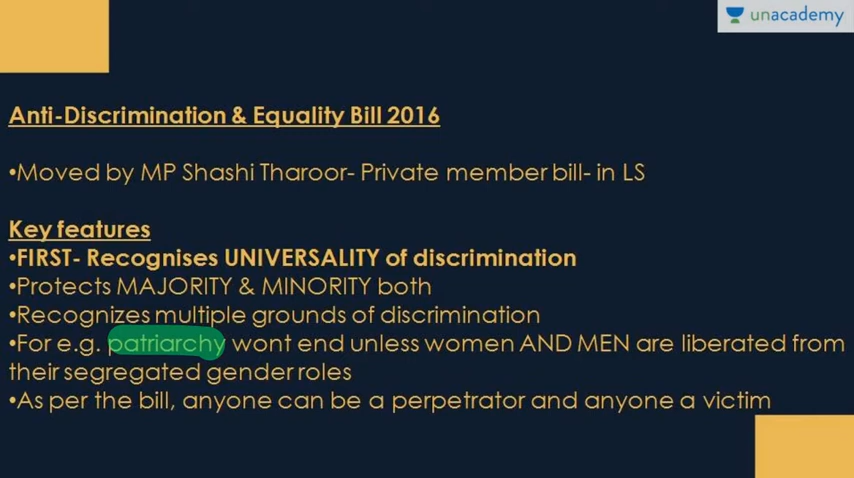 unacademy
Anti-Discrimination & Equality Bill 2016
•Moved by MP Shashi Tharoor- Private member bill- in LS
Key features
•FIRST- Recognises UNIVERSALITY of discrimination
•Protects MAJORITY & MINORITY both
•Recognizes multiple grounds of discrimination
•For e.g. patriarchy wont end unless women AND MEN are liberated from
their segregated gender roles
•As per the bill, anyone can be a perpetrator and anyone a victim